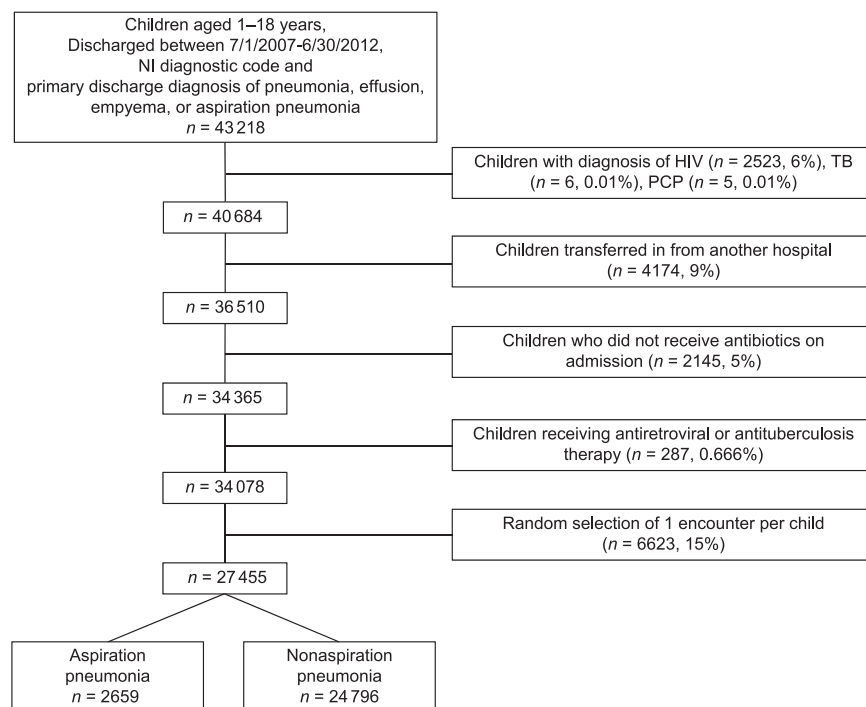 Children aged 1–18 years,
Discharged between 7/1/2007-6/30/2012,
NI diagnostic code and
primary discharge diagnosis of pneumonia, effusion,
empyema, or aspiration pneumonia
n = 43 218
Children with diagnosis of HIV (n = 2523, 6%), TB
(n = 6, 0.01%), PCP (n = 5, 0.01%)
n = 40 684
Children transferred in from another hospital
(n = 4174, 9%)
n = 36 510
Children who did not receive antibiotics on
admission (n = 2145, 5%)
n = 34 365
Children receiving antiretroviral or antituberculosis
therapy (n = 287, 0.666%)
n = 34 078
Random selection of 1 encounter per child
(n = 6623, 15%)
n = 27 455
Aspiration
pneumonia
n = 2659
Nonaspiration
pneumonia
n = 24 796